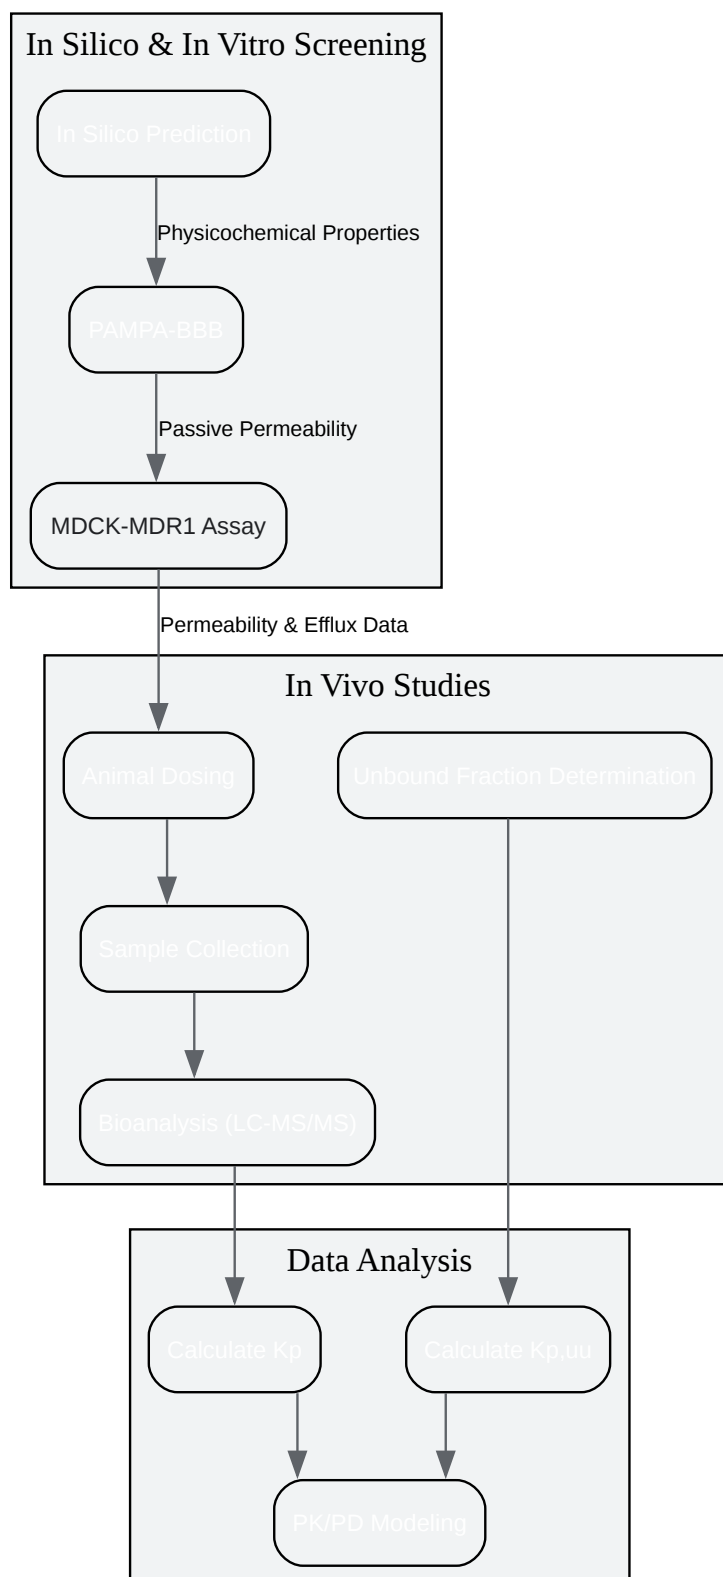 In Silico & In Vitro Screening
In Silico Prediction
Physicochemical Properties
PAMPA-BBB
Passive Permeability
MDCK-MDR1 Assay
Permeability & Efflux Data
In Vivo Studies
Animal Dosing
Unbound Fraction Determination
Sample Collection
Bioanalysis (LC-MS/MS)
Data Analysis
Calculate Kp
Calculate Kp,uu
PK/PD Modeling